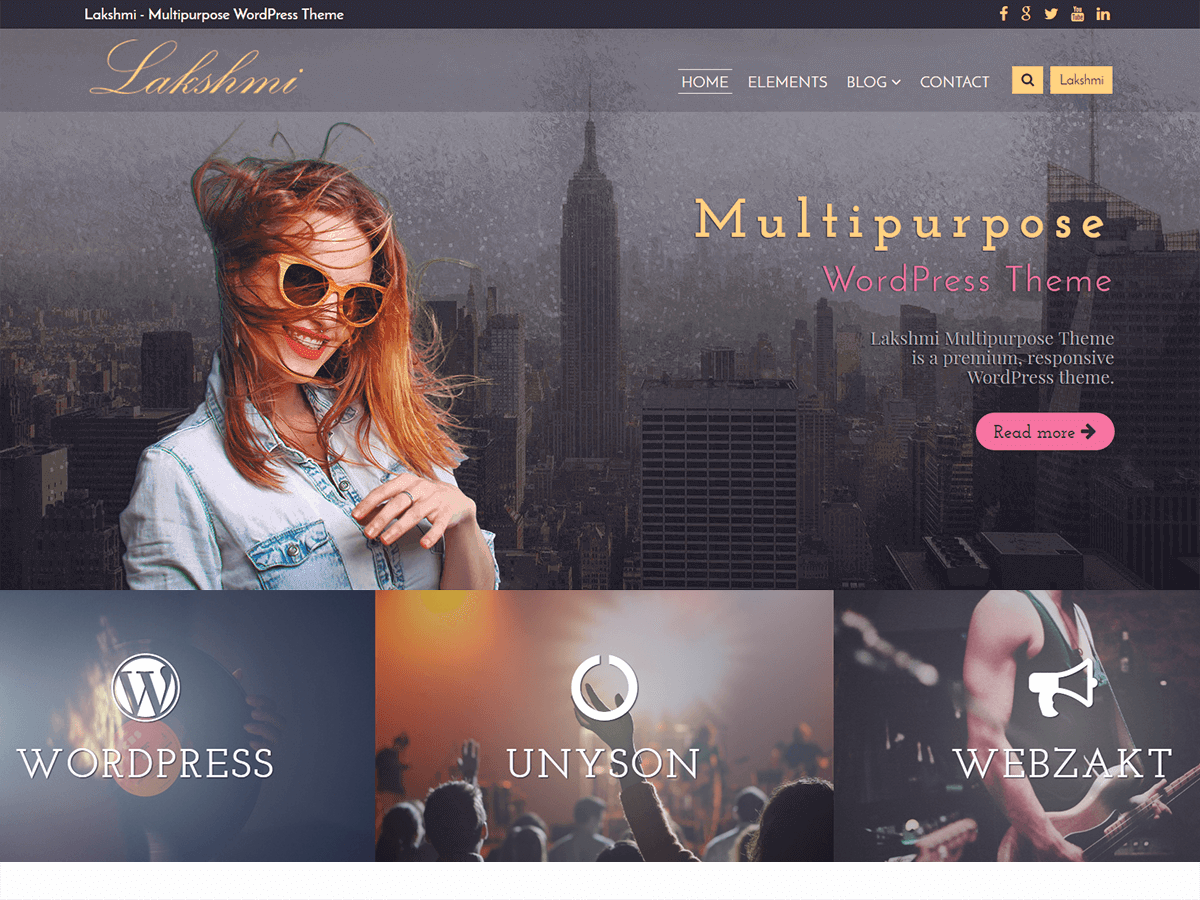 Lakshmi - Multipurpose WordPress Theme
Lakshmi
HOME ELEMENTS BLOG CONTACT Lakshmi
Multipurpose
WordPress Theme
Lakshmi Multipurpose Theme
is a premium, responsive
WordPress theme.
Read more
WORDPRESS
UNYSON
WEBZAKT